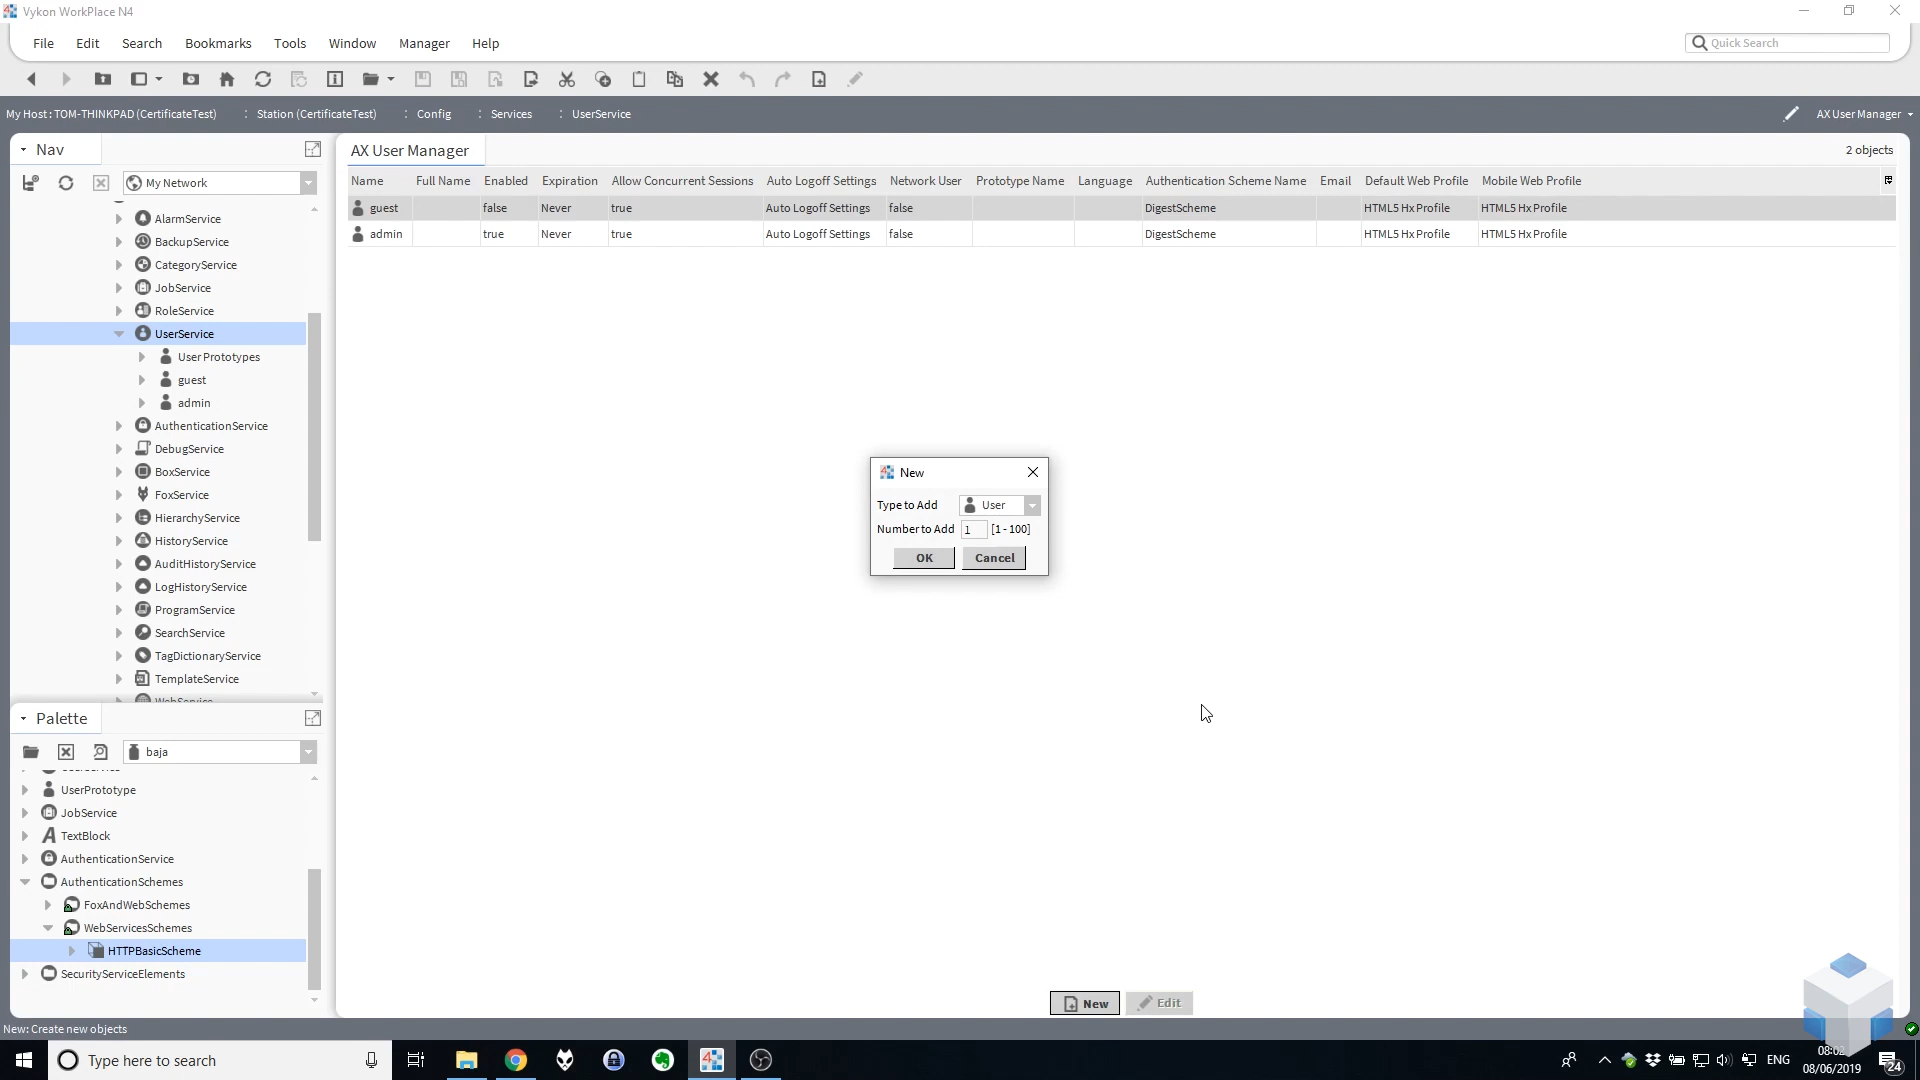 Vykon WorkPlace N4
File Edit Search Bookmarks Tools Window Manager Help
Quick Search
My Host : TOM-THINKPAD (CertificateTest) : Station (CertificateTest) : Config : Services : UserService
AX User Manager
Nav
AX User Manager
2 objects
My Network
Name Full Name Enabled Expiration Allow Concurrent Sessions Auto Logoff Settings Network User Prototype Name Language Authentication Scheme Name Email Default Web Profile Mobile Web Profile
guest false Never true Auto Logoff Settings false DigestScheme HTML5 Hx Profile HTML5 Hx Profile
admin true Never true Auto Logoff Settings false DigestScheme HTML5 Hx Profile HTML5 Hx Profile
AlarmService
BackupService
CategoryService
JobService
RoleService
UserService
User Prototypes
guest
admin
AuthenticationService
DebugService
BoxService
FoxService
HierarchyService
HistoryService
AuditHistoryService
LogHistoryService
ProgramService
SearchService
TagDictionaryService
TemplateService
WebService
New
Type to Add User
Number to Add 1 [1 - 100]
OK Cancel
Palette
baja
UserPrototype
JobService
TextBlock
AuthenticationService
AuthenticationSchemes
FoxAndWebSchemes
WebServicesSchemes
HTTPBasicScheme
SecurityServiceElements
New Edit
New: Create new objects
Type here to search
ENG
08:02
08/06/2019
24